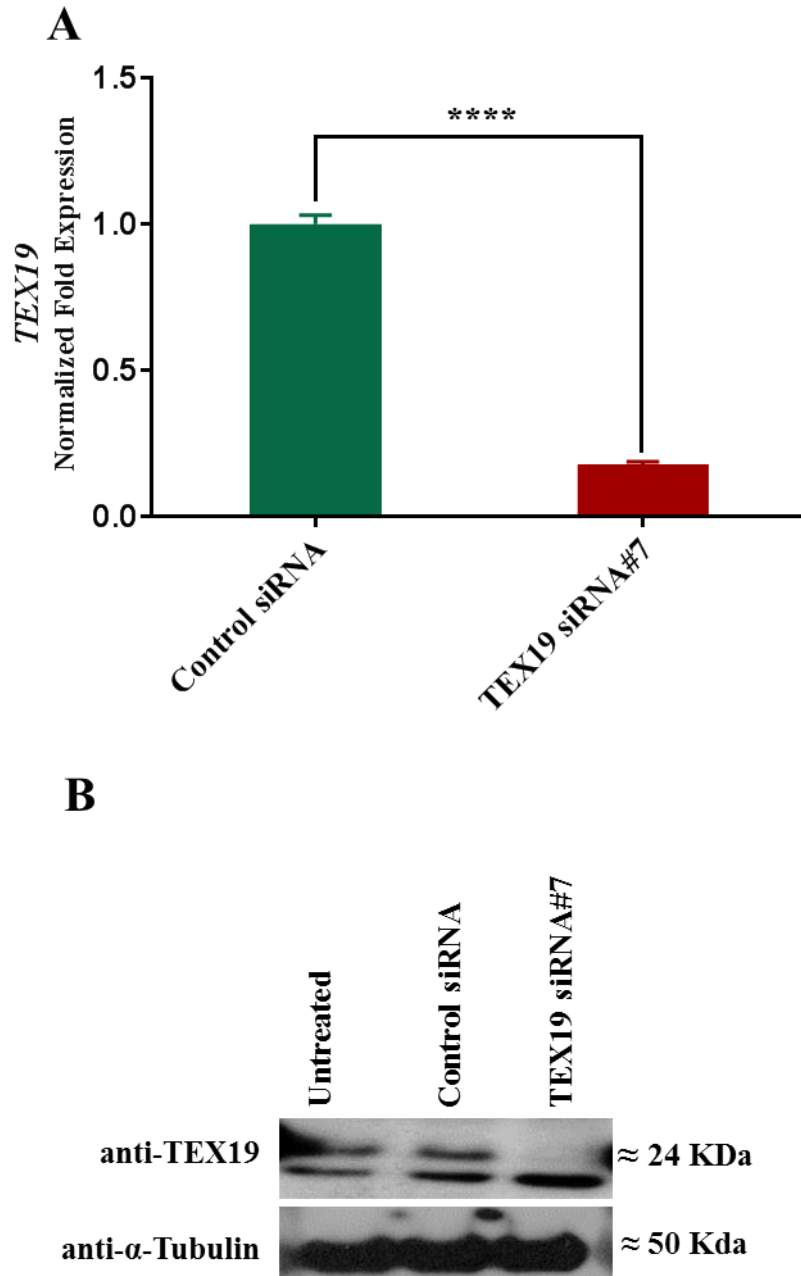 A
1.5
1.0
0.5
0.0
TEX19
Normalized Fold Expression
****
Control siRNA
TEX19 siRNA#7
B
Untreated
Control siRNA
TEX19 siRNA#7
anti-TEX19
≈ 24 KDa
anti-α-Tubulin
≈ 50 Kda